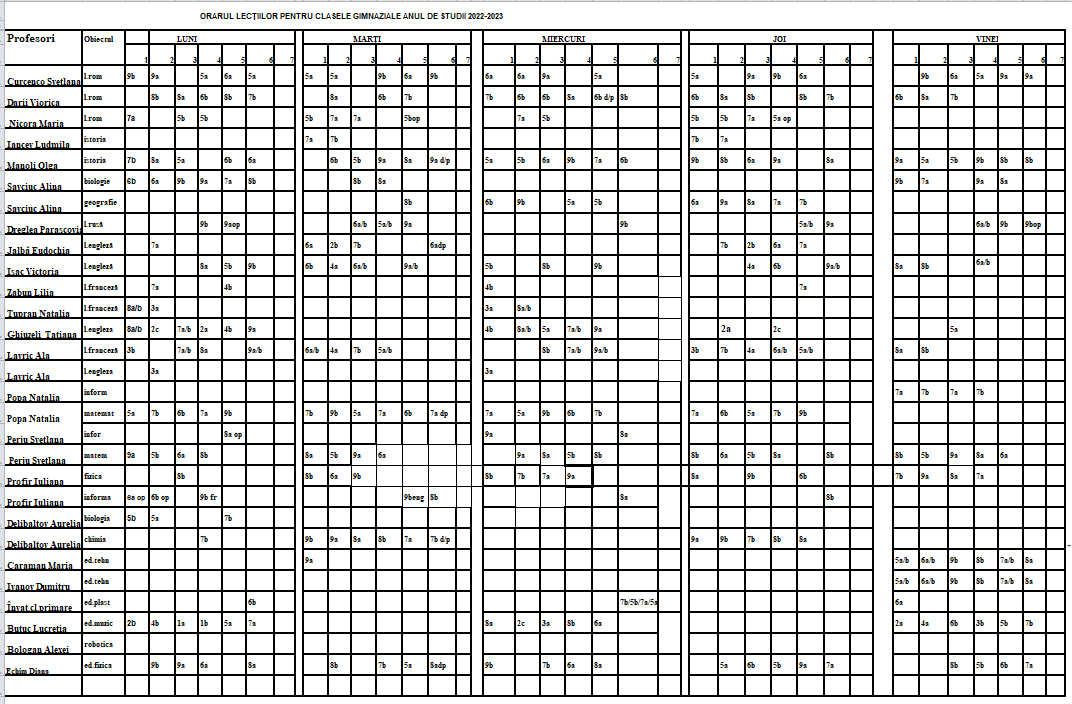 ORARUL LECȚIILOR PENTRU CLASELE GIMNAZIALE ANUL DE STUDII 2022-2023
Profesori Obiectul LUNI MARȚI MIERCURI JOI VINEI
1 2 3 4 5 6 7 1 2 3 4 5 6 7 1 2 3 4 5 6 7 1 2 3 4 5 6 7 1 2 3 4 5 6 7
Curcenco Svetlana l.rom 9b 9a 5a 6a 5a 5a 5a 9b 6a 9b 6a 6a 9a 5a 5a 9b 9a 6a 9b 6a 5a 9a 9a
Darii Viorica l.rom 8b 8a 6b 8b 7b 8a 6b 7b 7b 6b 6b 8a 6b d/p 8b 6b 8a 8b 8b 7b 6b 8a 7b
Nicora Maria l.rom 7a 5b 5b 5b 7a 7a 5bop 7a 5b 5b 5b 7a 5a op
Iancev Ludmila istoria 7a 7b 7b 7a
Manoli Olga istoria 7b 8a 5a 6b 6a 6b 5b 9a 8a 9a d/p 5a 5b 6a 9b 7a 6b 9b 8b 6a 9a 8a 9a 5a 5b 9b 8b 8b
Savciuc Alina biologie 6b 6a 9b 9a 7a 8b 8b 8a 9b 7a 9a 8a
Savciuc Alina geografie 8b 6b 9b 5a 5b 6a 9a 8a 7a 7b
Dreglea Parascovia l.rusă 9b 9aop 6a/b 5a/b 9a 9b 5a/b 9a 6a/b 9b 9bop
Jalbă Eudochia l.engleză 7a 6a 2b 7b 6adp 7b 2b 6a 7a
Isac Victoria l.engleză 8a 5b 9b 6b 4a 6a/b 9a/b 5b 8b 9b 4a 6b 9a/b 8a 8b 6a/b
Zabun Lilia l.franceză 7a 4b 4b 7a
Tupran Natalia l.franceză 8a/b 3a 3a 8a/b
Ghiuzeli Tatiana l.engleza 8a/b 2c 7a/b 2a 4b 9a 4b 8a/b 5a 7a/b 9a 2a 2c 5a
Lavric Ala l.franceză 3b 7a/b 8a 9a/b 6a/b 4a 7b 5a/b 8b 7a/b 9a/b 3b 7b 4a 6a/b 5a/b 8a 8b
Lavric Ala l.engleza 3a 3a
Popa Natalia inform 7a 7b 7a 7b
Popa Natalia matemat 5a 7b 6b 7a 9b 7b 9b 5a 7a 6b 7a dp 7a 5a 9b 6b 7b 7a 6b 5a 7b 9b
Perju Svetlana infor 8a op 9a 8a
Perju Svetlana matem 9a 5b 6a 8b 8a 5b 9a 6a 9a 8a 5b 8b 8b 6a 5b 8a 8b 8b 5b 9a 8a 6a
Profir Iuliana fizica 8b 8b 6a 9b 8b 7b 7a 9a 8a 9b 6b 7b 9a 8a 7a
Profir Iuliana informa 6a op 6b op 9b fr 9beng 8b 8a 8b
Delibaltov Aurelia biologia 5b 5a 7b
Delibaltov Aurelia chimia 7b 9b 9a 8a 8b 7a 7b d/p 9a 9b 7b 8b 8a
Caraman Maria ed.tehn 9a 5a/b 6a/b 9b 8b 7a/b 8a
Ivanov Dumitru ed.tehn 5a/b 6a/b 9b 8b 7a/b 8a
Învat.cl.primare ed.plast 6b 7b/5b/7a/5a 6a
Butuc Lucreția ed.muzic 2b 4b 1a 1b 5a 7a 8a 2c 3a 8b 6a 2a 4a 6b 3b 5b 7b
Bologan Alexei robotica
Echim Diana ed.fizica 9b 9a 6a 8a 8b 7b 5a 8adp 9b 7b 6a 8a 5a 6b 5b 9a 7a 8b 5b 6b 7a